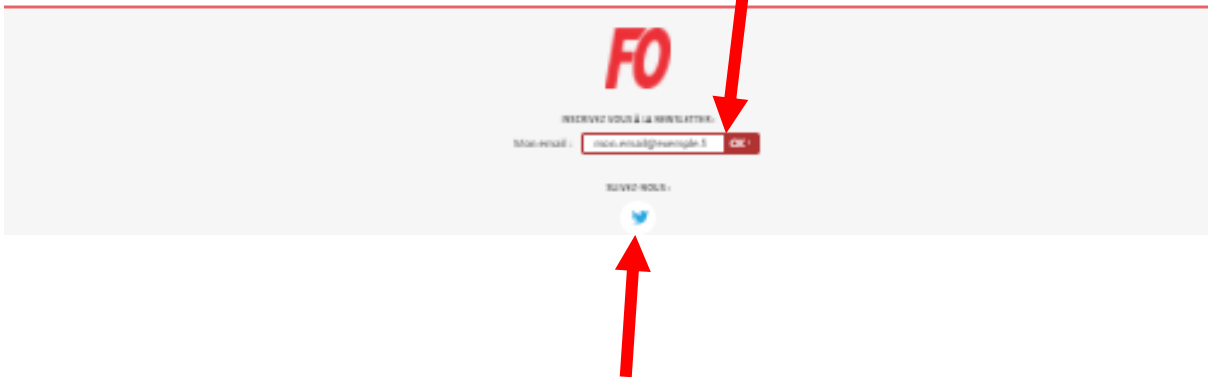 FO
INSCRIVEZ-VOUS À LA NEWSLETTER :
Mon email : mon.email@exemple.fr OK
SUIVEZ-NOUS :